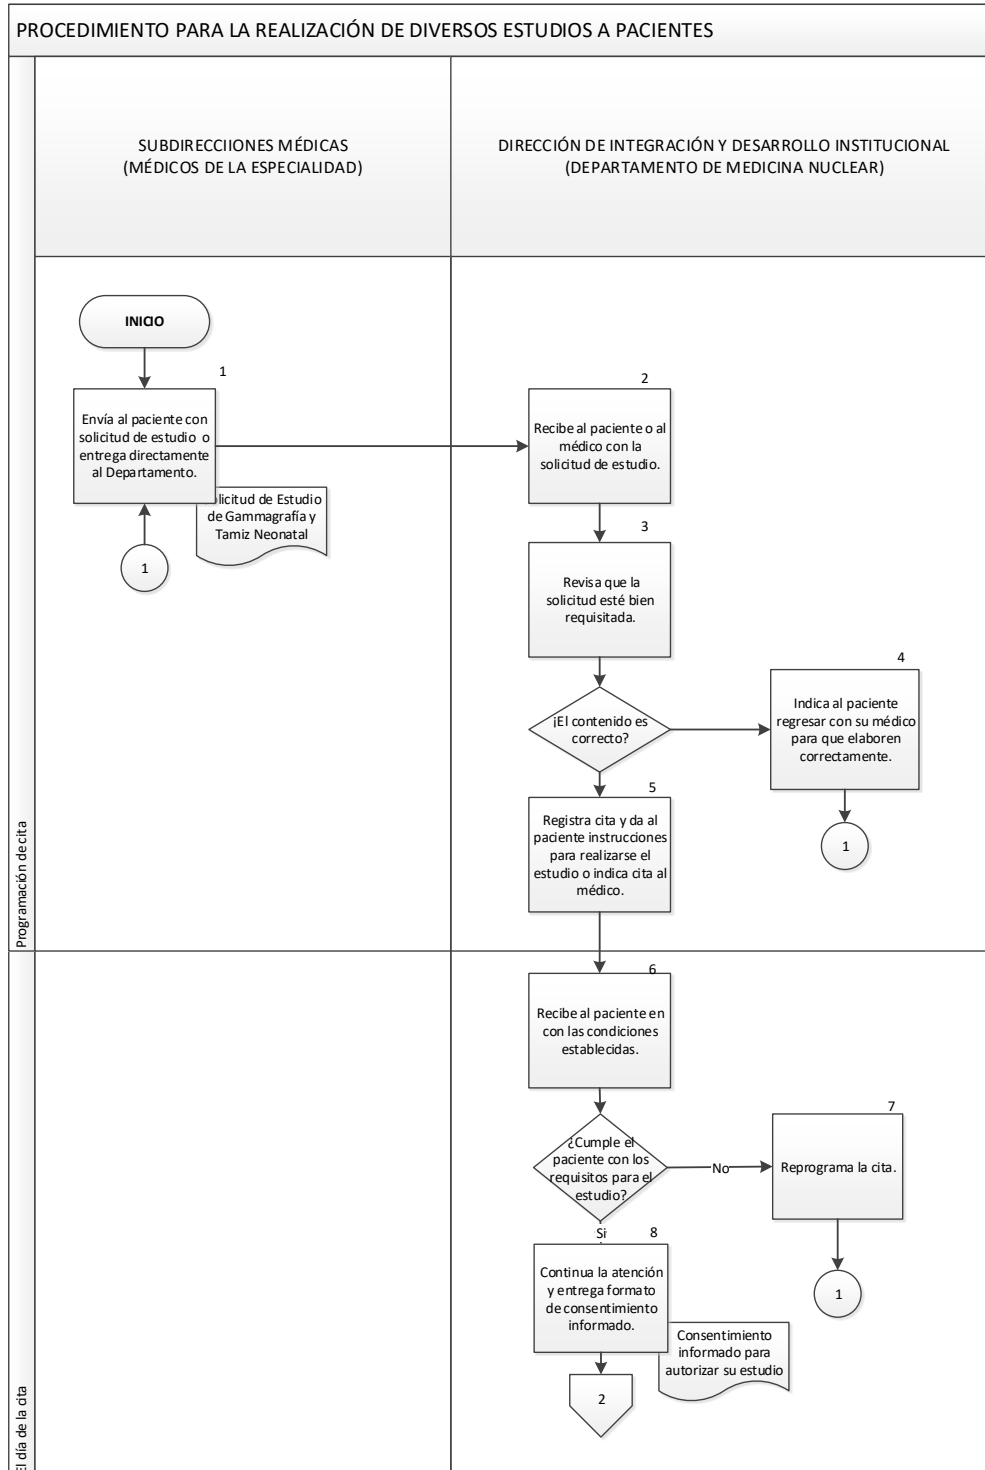 PROCEDIMIENTO PARA LA REALIZACIÓN DE DIVERSOS ESTUDIOS A PACIENTES
SUBDIRECCIIONES MÉDICAS
(MÉDICOS DE LA ESPECIALIDAD)
DIRECCIÓN DE INTEGRACIÓN Y DESARROLLO INSTITUCIONAL
(DEPARTAMENTO DE MEDICINA NUCLEAR)
Programación de cita
INICIO
1
Envía al paciente con
solicitud de estudio o
entrega directamente
al Departamento.
olicitud de Estudio
de Gammagrafía y
Tamiz Neonatal
1
2
Recibe al paciente o al
médico con la
solicitud de estudio.
3
Revisa que la
solicitud esté bien
requisitada.
¡El contenido es
correcto?
4
Indica al paciente
regresar con su médico
para que elaboren
correctamente.
1
5
Registra cita y da al
paciente instrucciones
para realizarse el
estudio o indica cita al
médico.
El día de la cita
6
Recibe al paciente en
con las condiciones
establecidas.
¿Cumple el
paciente con los
requisitos para el
estudio?
No
7
Reprograma la cita.
1
Si
8
Continua la atención
y entrega formato
de consentimiento
informado.
Consentimiento
informado para
autorizar su estudio
2